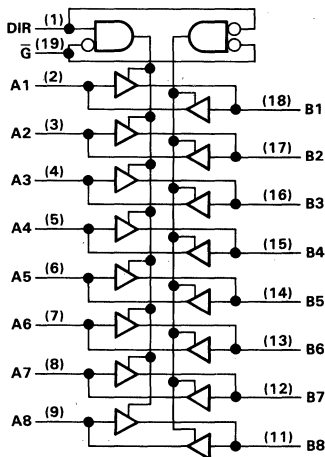 DIR (1)
G̅ (19)
A1 (2)
(18) B1
A2 (3)
(17) B2
A3 (4)
(16) B3
A4 (5)
(15) B4
A5 (6)
(14) B5
A6 (7)
(13) B6
A7 (8)
(12) B7
A8 (9)
(11) B8